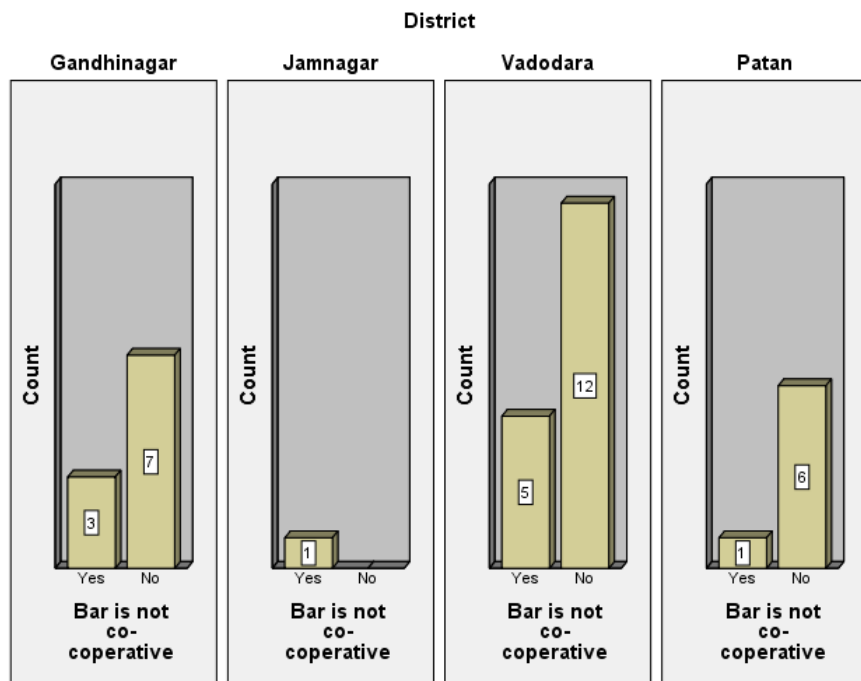 District
Gandhinagar
Jamnagar
Vadodara
Patan
Count
3
7
Yes
No
Bar is not
co-
coperative
Count
1
Yes
No
Bar is not
co-
coperative
Count
5
12
Yes
No
Bar is not
co-
coperative
Count
1
6
Yes
No
Bar is not
co-
coperative